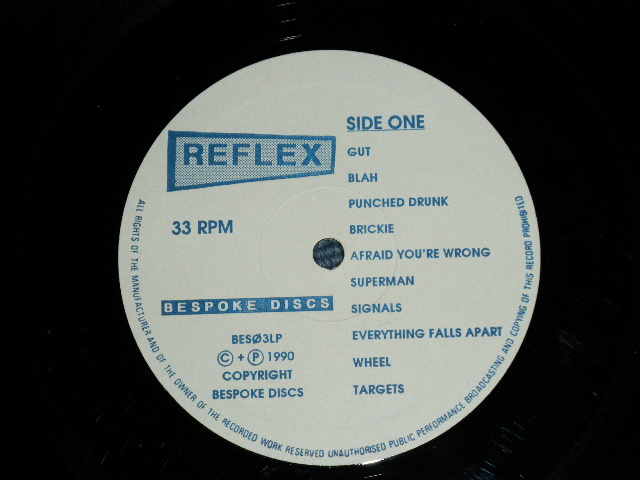 REFLEX
33 RPM
BESPOKE DISCS
BESØ3LP
Ⓒ + Ⓟ 1990
COPYRIGHT
BESPOKE DISCS
SIDE ONE
GUT
BLAH
PUNCHED DRUNK
BRICKIE
AFRAID YOU'RE WRONG
SUPERMAN
SIGNALS
EVERYTHING FALLS APART
WHEEL
TARGETS
ALL RIGHTS OF THE MANUFACTURER AND OF THE OWNER OF THE RECORDED WORK RESERVED UNAUTHORISED PUBLIC PERFORMANCE BROADCASTING AND COPYING OF THIS RECORD PROHIBITED